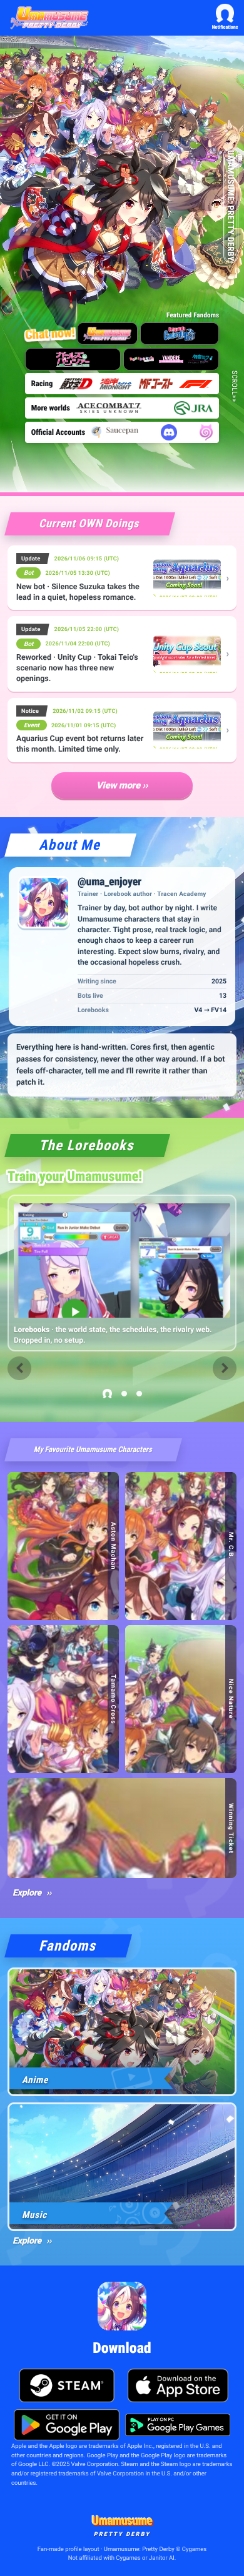 Umamusume
PRETTY DERBY
Notifications
UMAMUSUME: PRETTY DERBY
Featured Fandoms
Chat now!
Umamusume
PRETTY DERBY
Racing
MFゴースト
F1
More worlds
ACE COMBAT 7
SKIES UNKNOWN
JRA
Official Accounts
Saucepan
SCROLL
Current OWN Doings
Update
2026/11/06 09:15 (UTC)
Bot
2026/11/05 13:30 (UTC)
New bot · Silence Suzuka takes the
lead in a quiet, hopeless romance.
Aquarius
Coming Soon!
Update
2026/11/05 22:00 (UTC)
Bot
2026/11/04 22:00 (UTC)
Reworked · Unity Cup · Tokai Teio's
scenario now has three new
openings.
Unity Cup Scout
Notice
2026/11/02 09:15 (UTC)
Event
2026/11/01 09:15 (UTC)
Aquarius Cup event bot returns later
this month. Limited time only.
Aquarius
Coming Soon!
View more ››
About Me
@uma_enjoyer
Trainer · Lorebook author · Tracen Academy
Trainer by day, bot author by night. I write
Umamusume characters that stay in
character. Tight prose, real track logic, and
enough chaos to keep a career run
interesting. Expect slow burns, rivalry, and
the occasional hopeless crush.
Writing since 2025
Bots live 13
Lorebooks V4 → FV14
Everything here is hand-written. Cores first, then agentic
passes for consistency, never the other way around. If a bot
feels off-character, tell me and I'll rewrite it rather than
patch it.
The Lorebooks
Train your Umamusume!
Lorebooks · the world state, the schedules, the rivalry web.
Dropped in, no setup.
My Favourite Umamusume Characters
Aston Machan
Mr. C.B.
Tamamo Cross
Nice Nature
Winning Ticket
Explore ››
Fandoms
Anime
Music
Explore ››
Download
STEAM
Download on the
App Store
GET IT ON
Google Play
PLAY ON PC
Google Play Games
Apple and the Apple logo are trademarks of Apple Inc., registered in the U.S. and
other countries and regions. Google Play and the Google Play logo are trademarks
of Google LLC. ©2025 Valve Corporation. Steam and the Steam logo are trademarks
and/or registered trademarks of Valve Corporation in the U.S. and/or other
countries.
Umamusume
PRETTY DERBY
Fan-made profile layout · Umamusume: Pretty Derby © Cygames
Not affiliated with Cygames or Janitor AI.